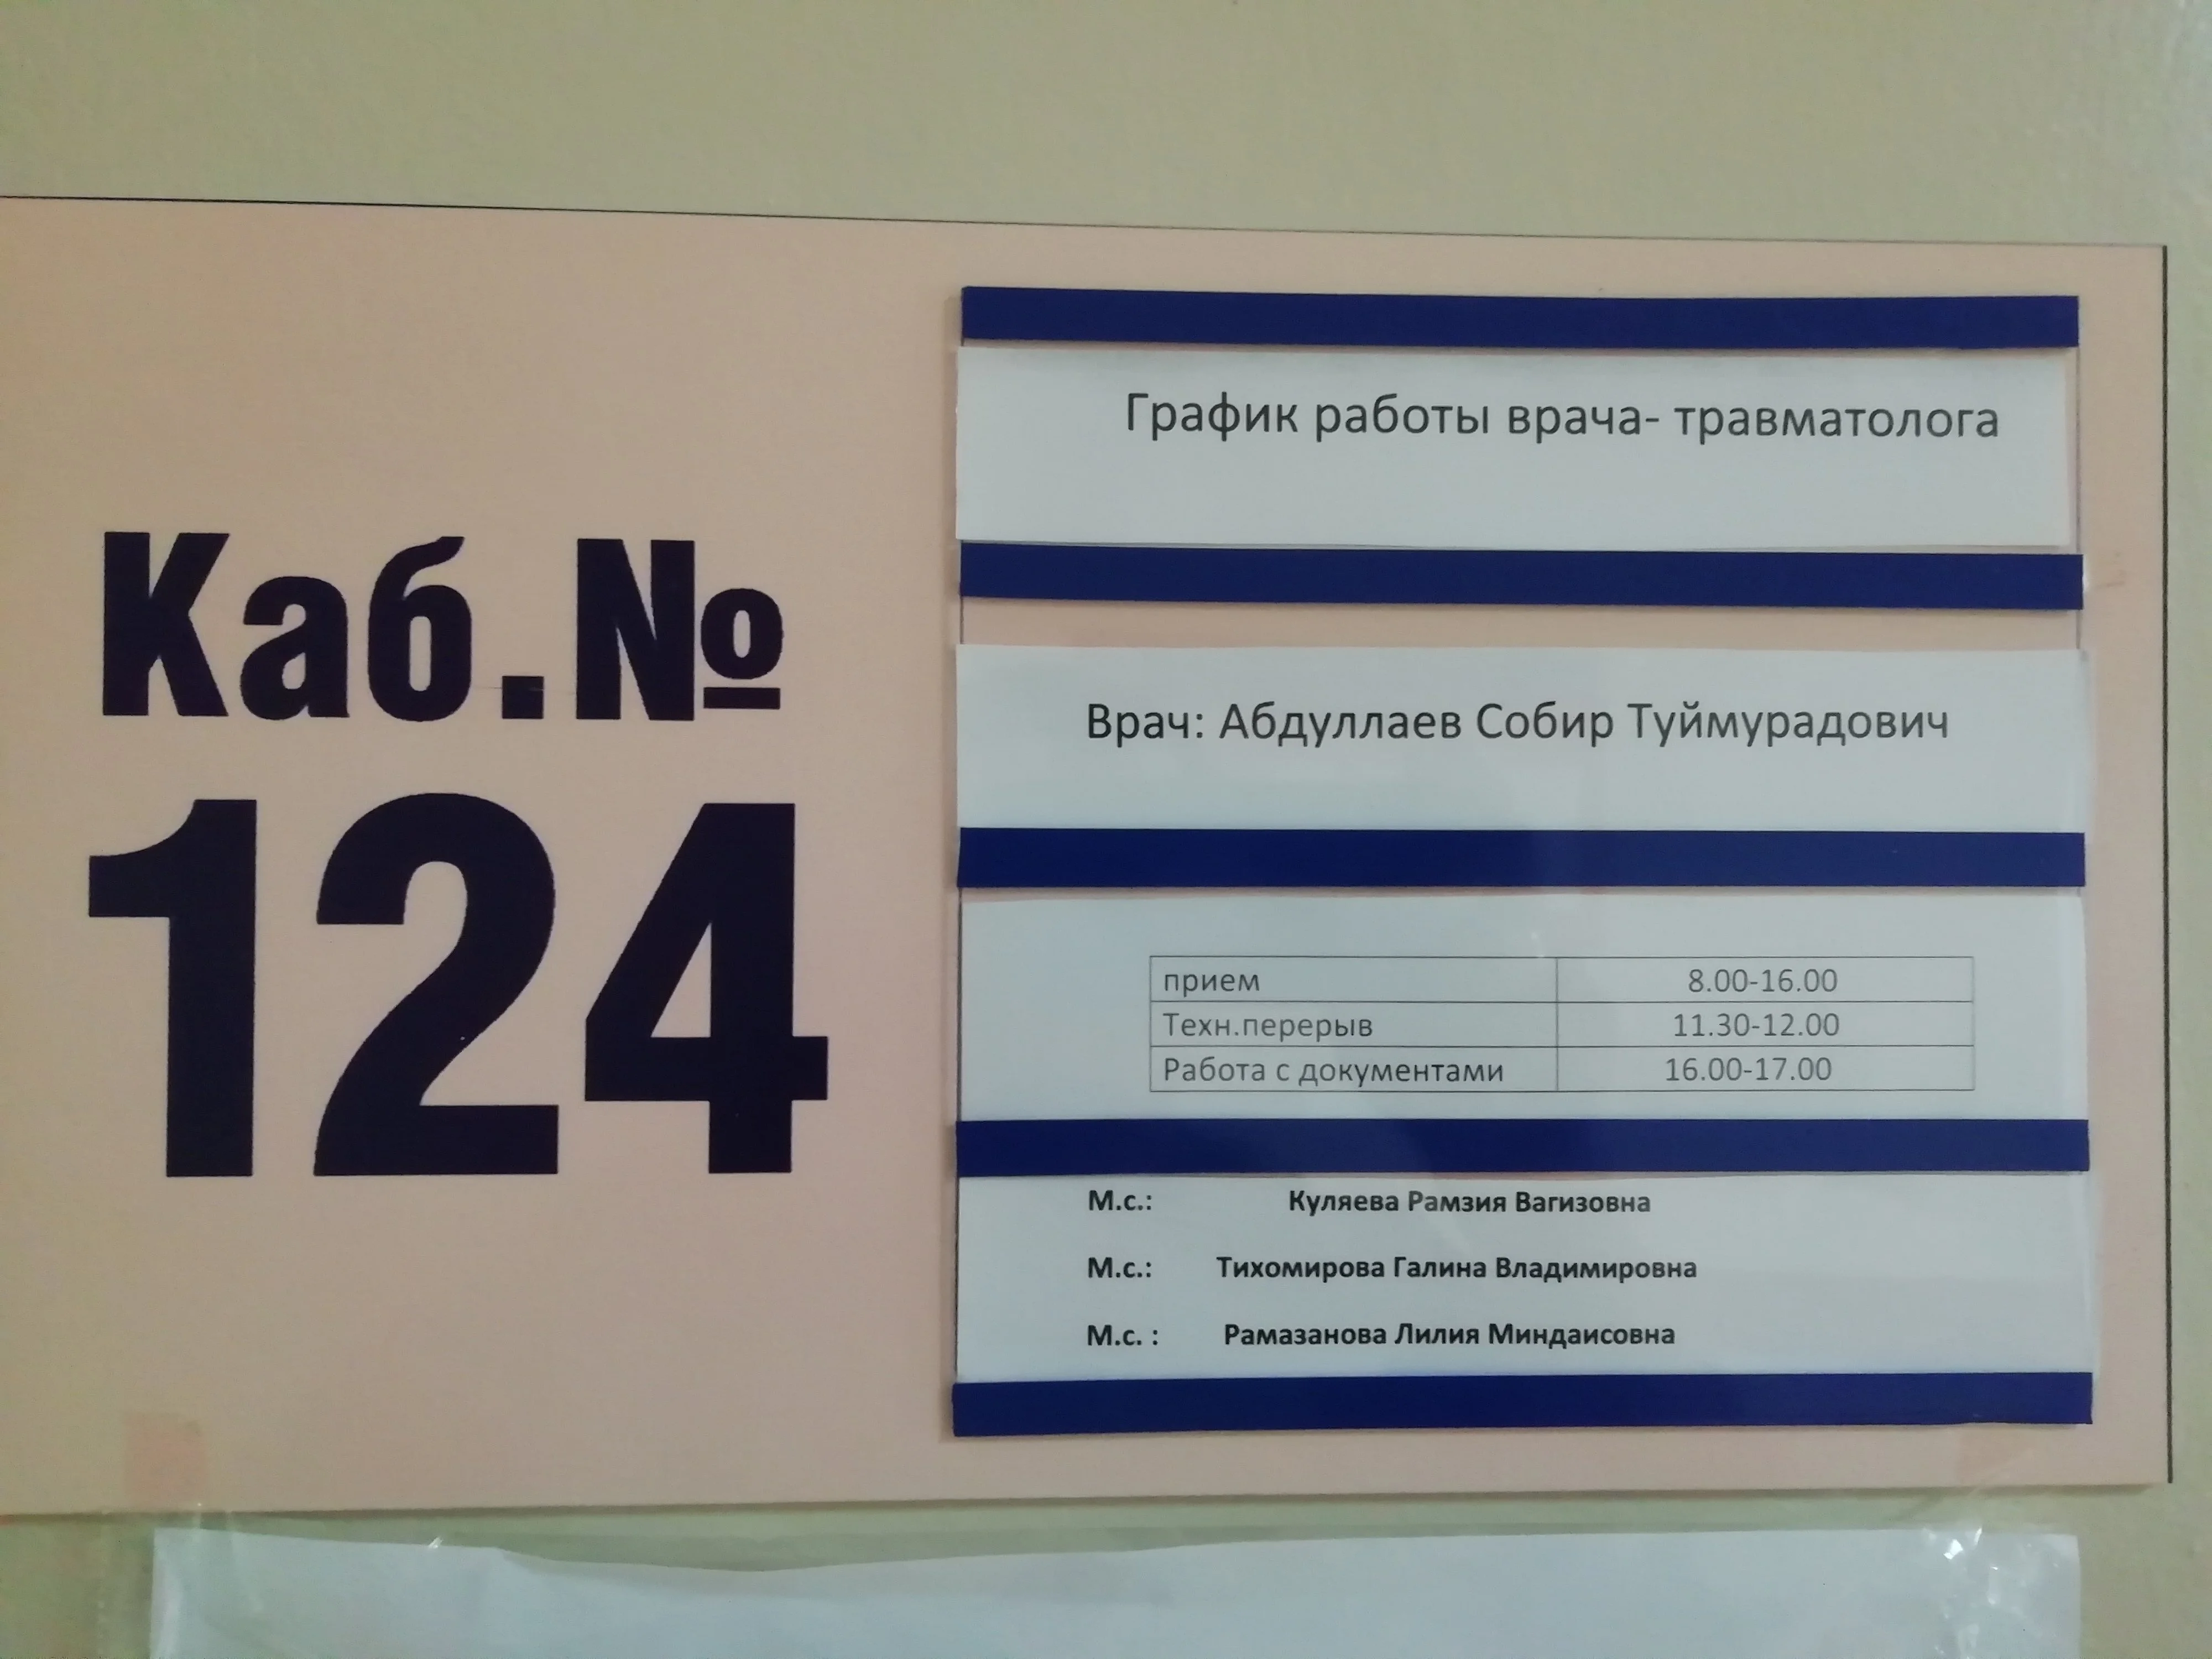 Каб.№
124
График работы врача- травматолога
Врач: Абдуллаев Собир Туймурадович
прием 8.00-16.00
Техн.перерыв 11.30-12.00
Работа с документами 16.00-17.00
М.с.: Куляева Рамзия Вагизовна
М.с.: Тихомирова Галина Владимировна
М.с. : Рамазанова Лилия Миндаисовна